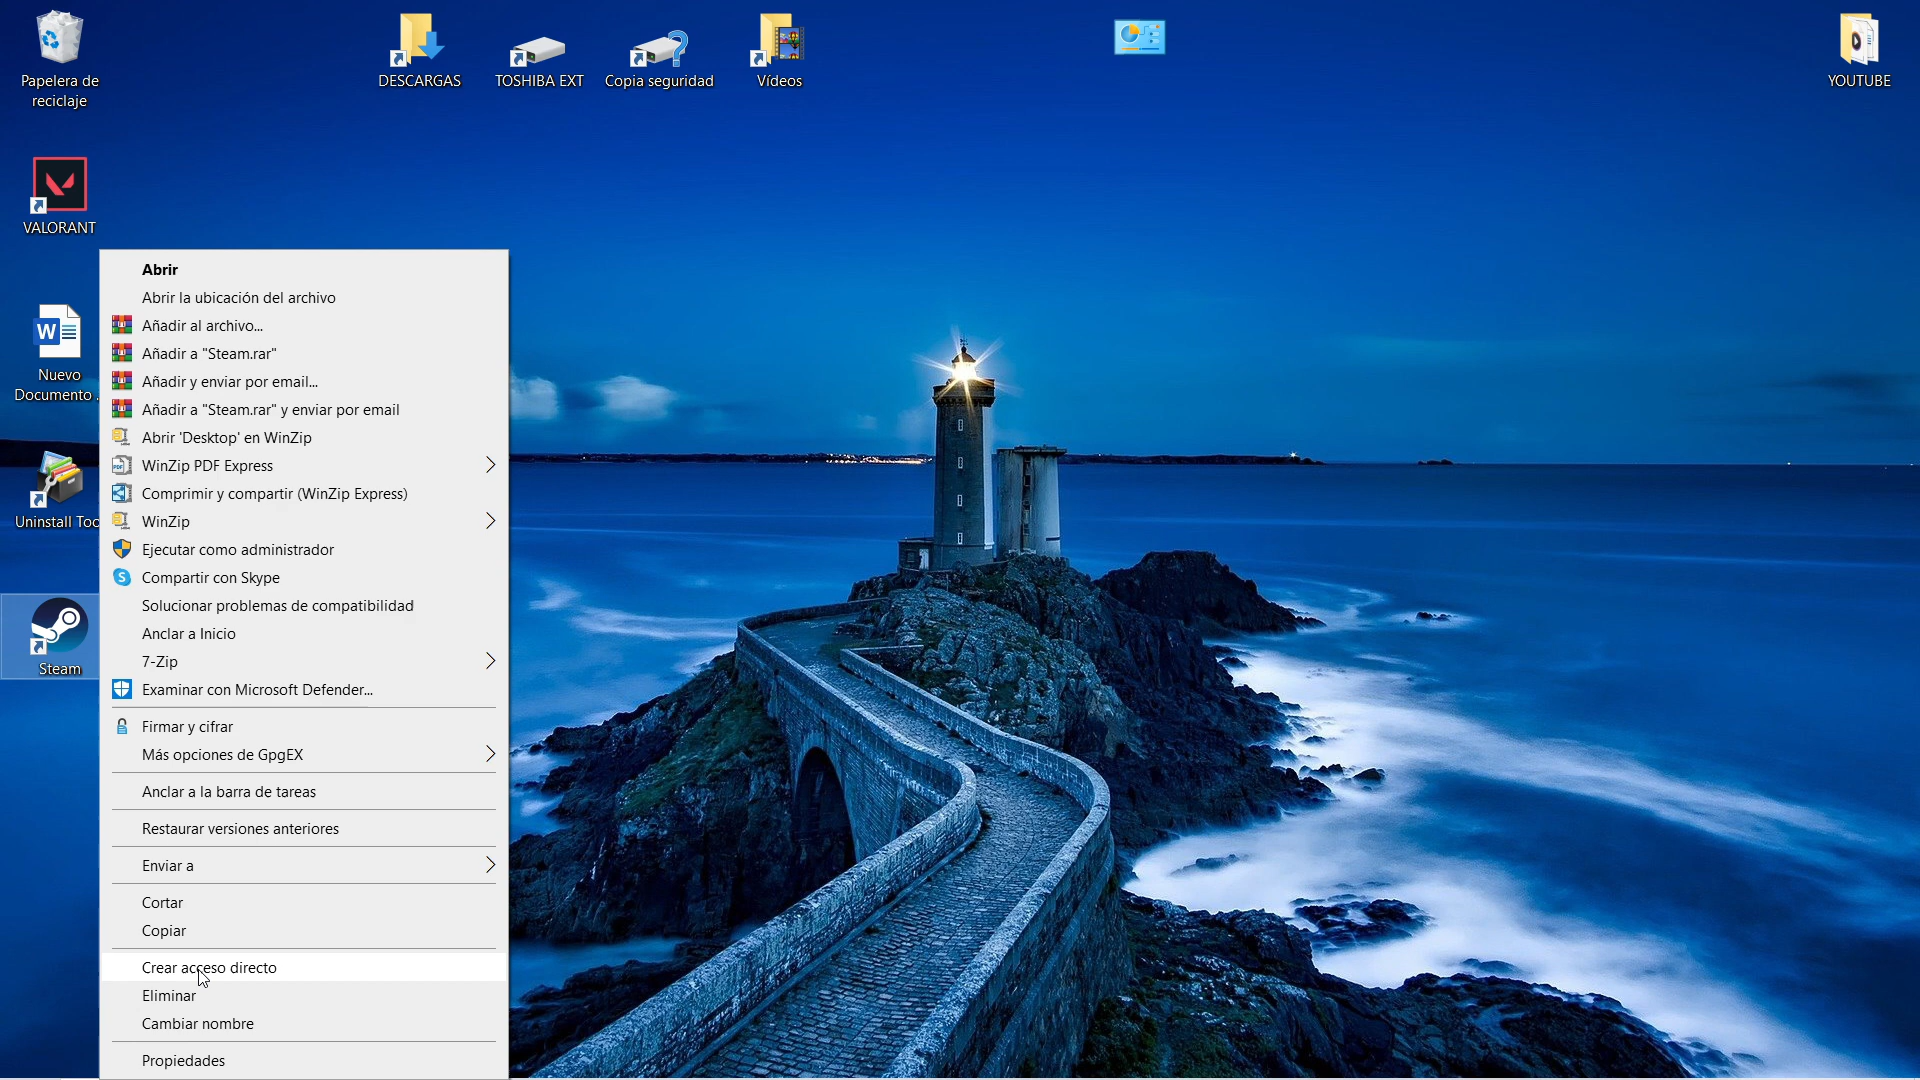 Papelera de
reciclaje
DESCARGAS
TOSHIBA EXT
Copia seguridad
Vídeos
YOUTUBE
VALORANT
Nuevo
Documento .
Uninstall Too
Steam
Abrir
Abrir la ubicación del archivo
Añadir al archivo...
Añadir a "Steam.rar"
Añadir y enviar por email...
Añadir a "Steam.rar" y enviar por email
Abrir 'Desktop' en WinZip
WinZip PDF Express
Comprimir y compartir (WinZip Express)
WinZip
Ejecutar como administrador
Compartir con Skype
Solucionar problemas de compatibilidad
Anclar a Inicio
7-Zip
Examinar con Microsoft Defender...
Firmar y cifrar
Más opciones de GpgEX
Anclar a la barra de tareas
Restaurar versiones anteriores
Enviar a
Cortar
Copiar
Crear acceso directo
Eliminar
Cambiar nombre
Propiedades